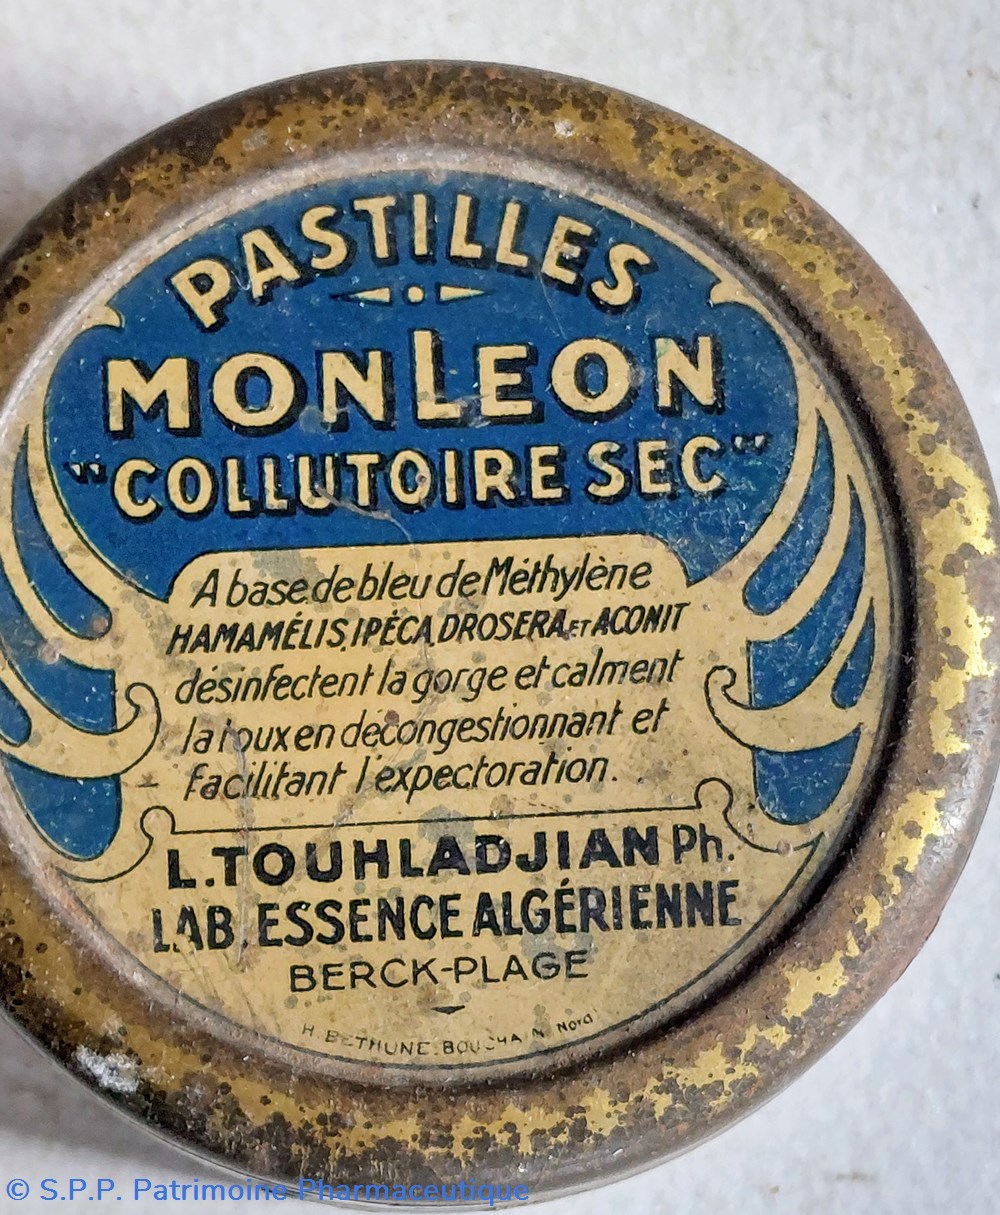 PASTILLES
MONLEON
"COLLUTOIRE SEC"
A base de bleu de Méthylène
HAMAMÉLIS, IPÉCA, DROSERA ET ACONIT
désinfectent la gorge et calment
la toux en décongestionnant et
facilitant l'expectoration.
L. TOUHLADJIAN Ph.
LAB. ESSENCE ALGÉRIENNE
BERCK-PLAGE
H. BETHUNE. BOUCHAIN Nord
© S.P.P. Patrimoine Pharmaceutique